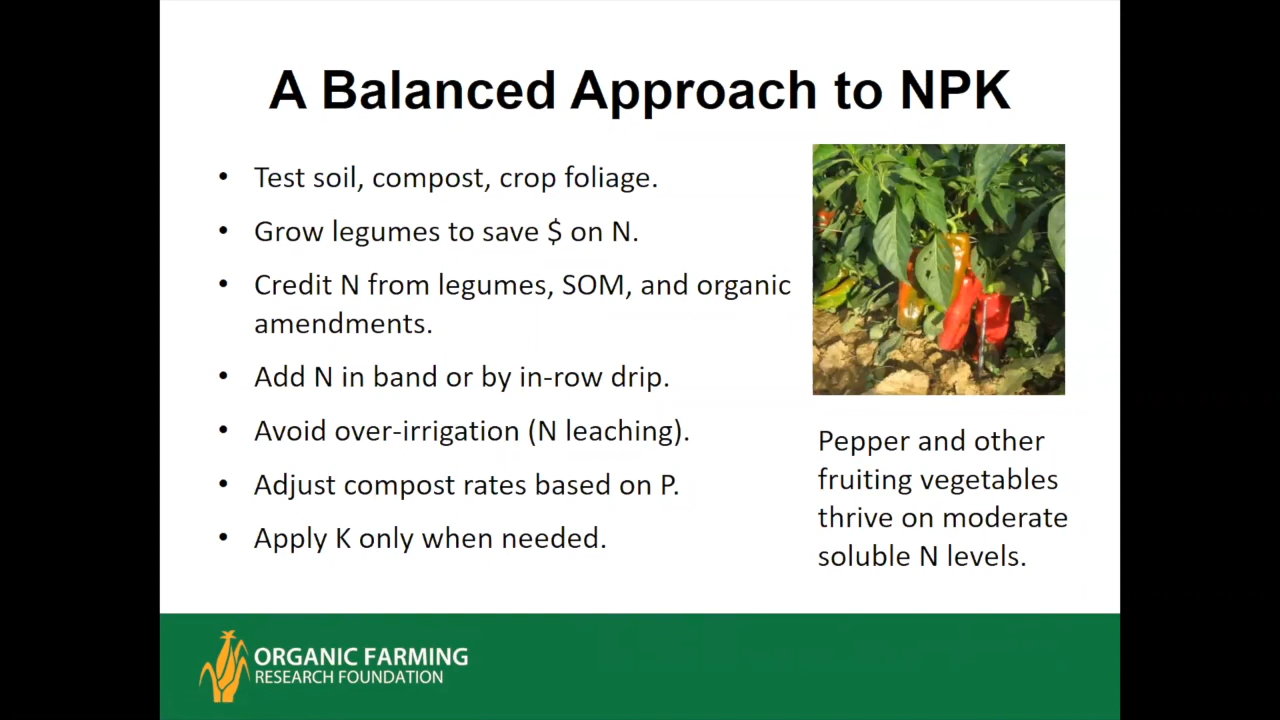 A Balanced Approach to NPK
• Test soil, compost, crop foliage.
• Grow legumes to save $ on N.
• Credit N from legumes, SOM, and organic
amendments.
• Add N in band or by in-row drip.
• Avoid over-irrigation (N leaching).
• Adjust compost rates based on P.
• Apply K only when needed.
Pepper and other
fruiting vegetables
thrive on moderate
soluble N levels.
ORGANIC FARMING
RESEARCH FOUNDATION